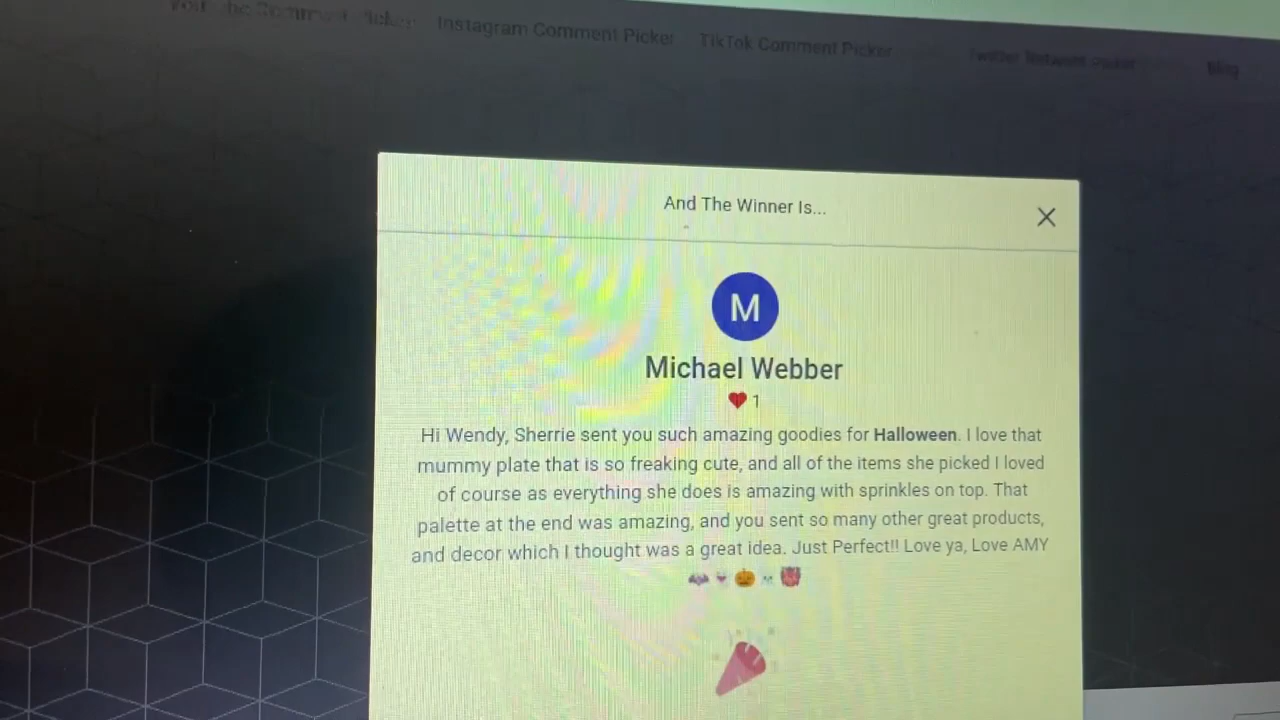 Instagram Comment Picker TikTok Comment Picker Twitter Picker Blog
And The Winner Is...
M
Michael Webber
1
Hi Wendy, Sherrie sent you such amazing goodies for Halloween. I love that
mummy plate that is so freaking cute, and all of the items she picked I loved
of course as everything she does is amazing with sprinkles on top. That
palette at the end was amazing, and you sent so many other great products,
and decor which I thought was a great idea. Just Perfect!! Love ya, Love AMY